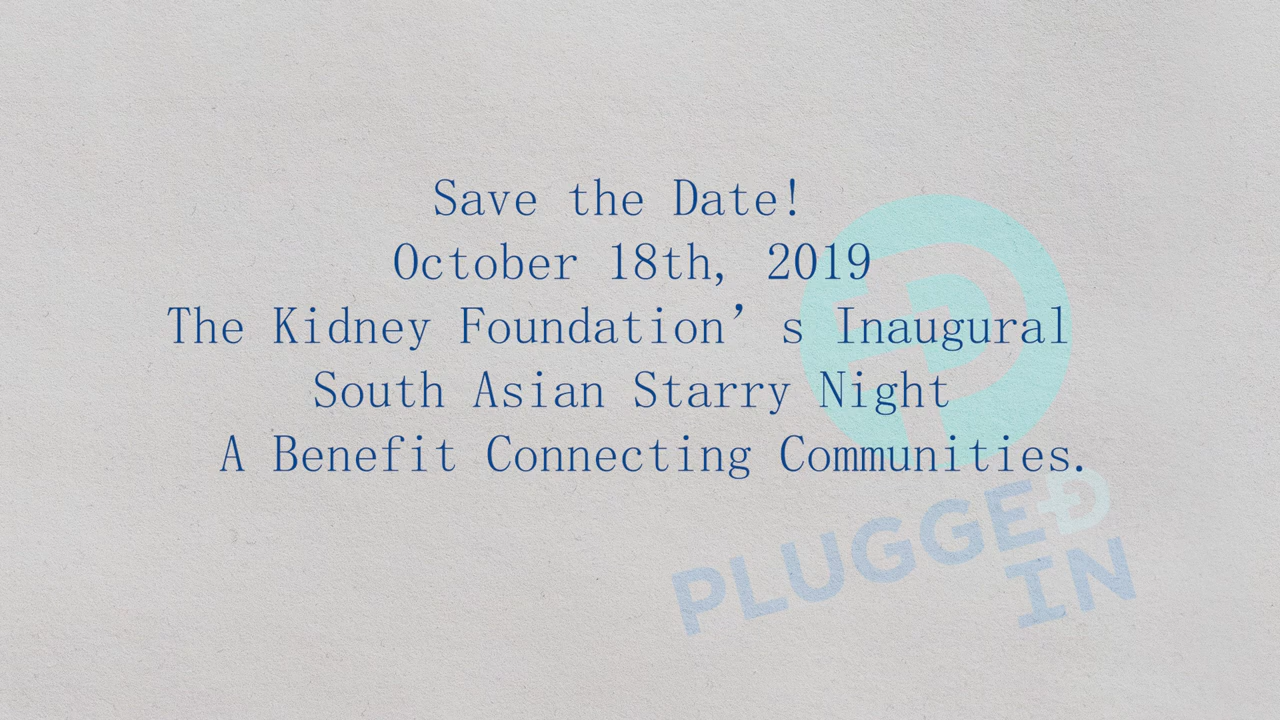 Save the Date!
October 18th, 2019
The Kidney Foundation’s Inaugural
South Asian Starry Night
A Benefit Connecting Communities.
PLUGGED
IN